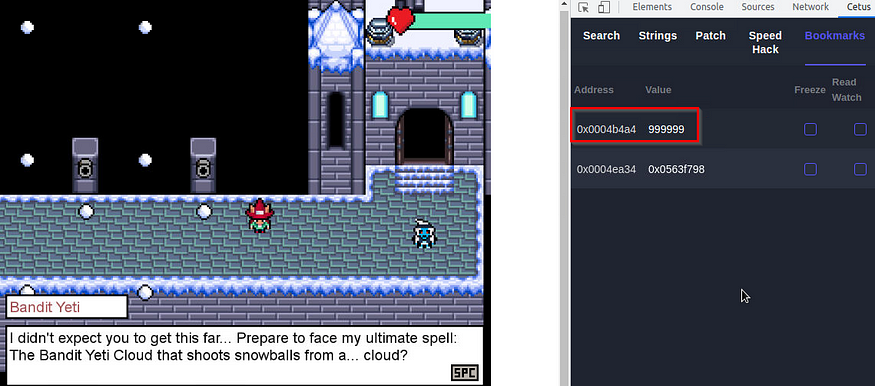 Bandit Yeti
I didn't expect you to get this far... Prepare to face my ultimate spell:
The Bandit Yeti Cloud that shoots snowballs from a... cloud?
SPC
Elements Console Sources Network Cetus
Search Strings Patch Speed Hack Bookmarks
Address Value Freeze Read Watch
0x0004b4a4 999999
0x0004ea34 0x0563f798